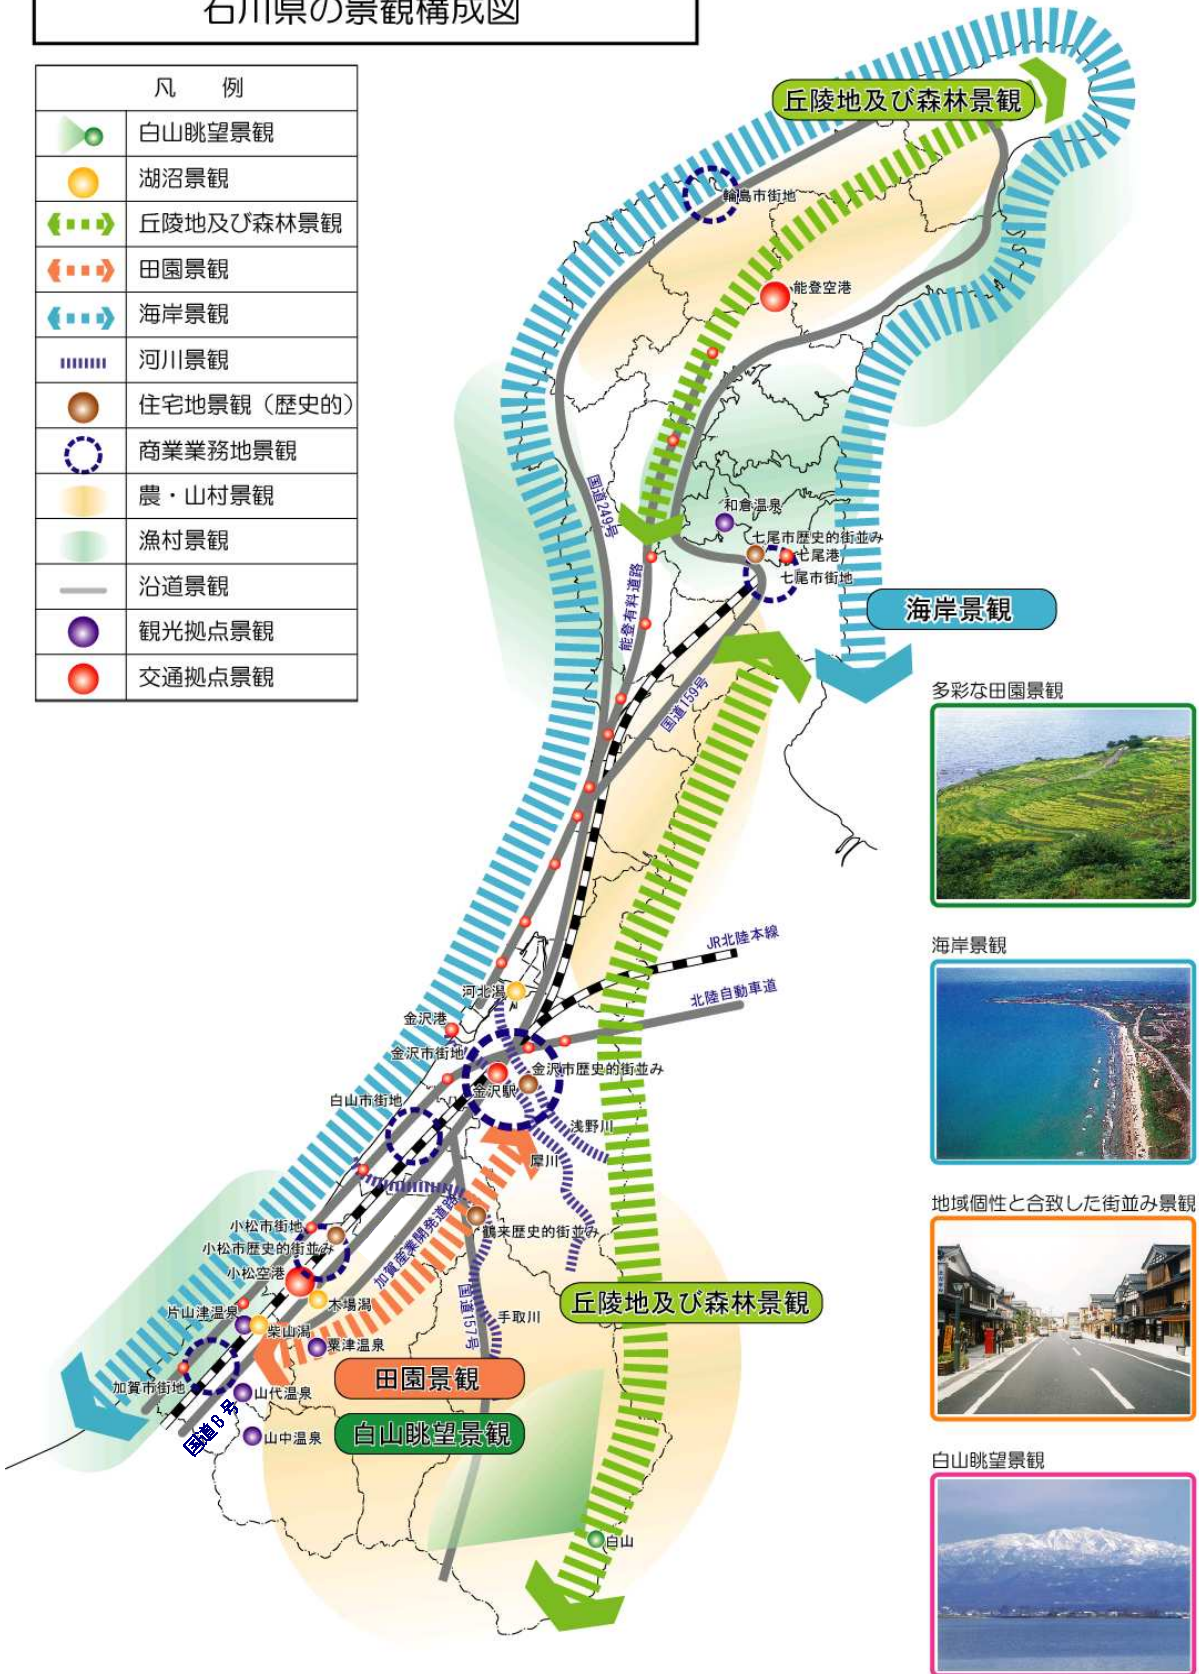 石川県の景観構成図
凡　例
白山眺望景観
湖沼景観
丘陵地及び森林景観
田園景観
海岸景観
河川景観
住宅地景観（歴史的）
商業業務地景観
農・山村景観
漁村景観
沿道景観
観光拠点景観
交通拠点景観
丘陵地及び森林景観
輪島市街地
能登空港
国道249号
和倉温泉
七尾市歴史的街並み
七尾港
七尾市街地
能登有料道路
海岸景観
国道159号
多彩な田園景観
JR北陸本線
海岸景観
河北潟
北陸自動車道
金沢港
金沢市街地
金沢市歴史的街並み
金沢駅
白山市街地
浅野川
犀川
地域個性と合致した街並み景観
小松市街地
鶴来歴史的街並み
小松市歴史的街並み
加賀産業開発道路
小松空港
木場潟
丘陵地及び森林景観
片山津温泉
手取川
国道157号
柴山潟
粟津温泉
田園景観
加賀市街地
山代温泉
国道8号
山中温泉
白山眺望景観
白山眺望景観
白山